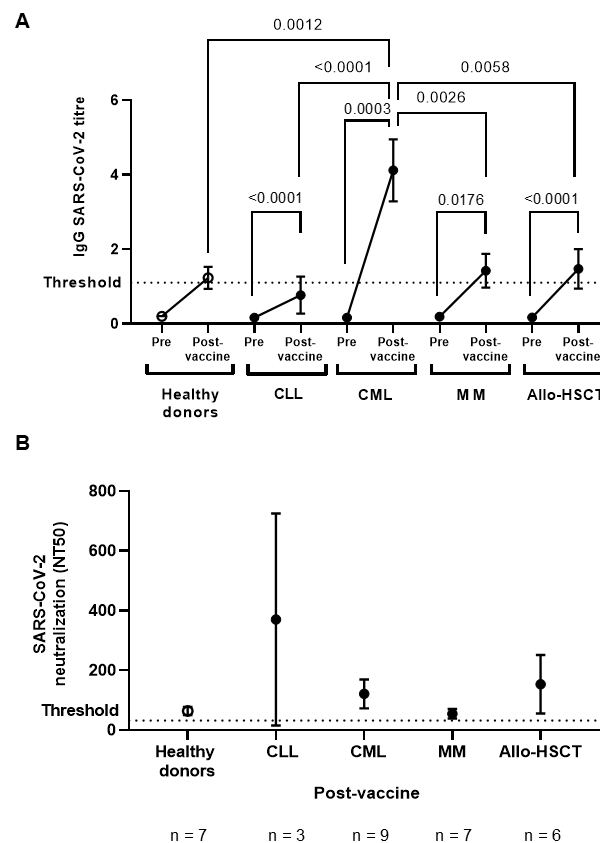 A
0.0012
<0.0001
0.0058
0.0003
0.0026
<0.0001
0.0176
<0.0001
IgG SARS-CoV-2 titre
6
4
2
0
Threshold
Pre Post-vaccine Pre Post-vaccine Pre Post-vaccine Pre Post-vaccine Pre Post-vaccine
Healthy donors CLL CML MM Allo-HSCT
B
SARS-CoV-2
neutralization (NT50)
800
600
400
200
0
Threshold
Healthy donors CLL CML MM Allo-HSCT
Post-vaccine
n = 7 n = 3 n = 9 n = 7 n = 6